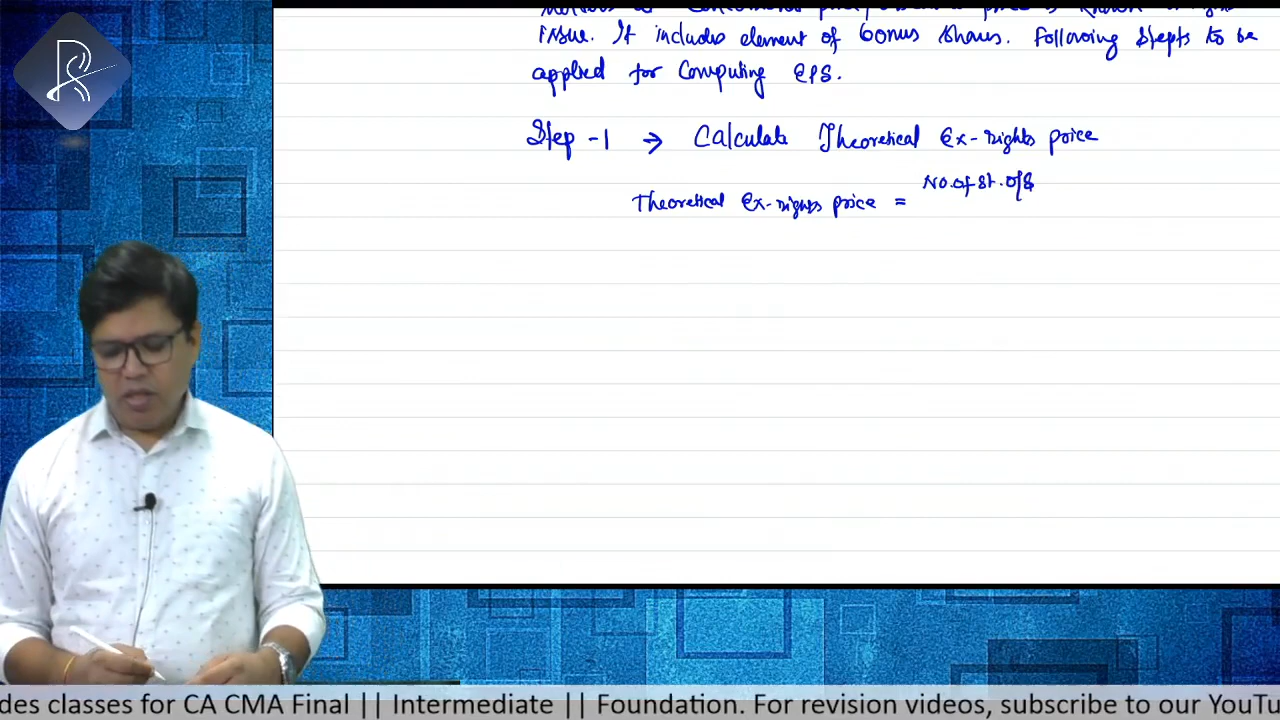 issue. It includes element of bonus shares. Following stepts to be
applied for Computing EPS.
Step -1 → Calculate Theoretical Ex-rights price
No.of sh. o/s
Theoretical Ex-rights price =
des classes for CA CMA Final || Intermediate || Foundation. For revision videos, subscribe to our YouTu